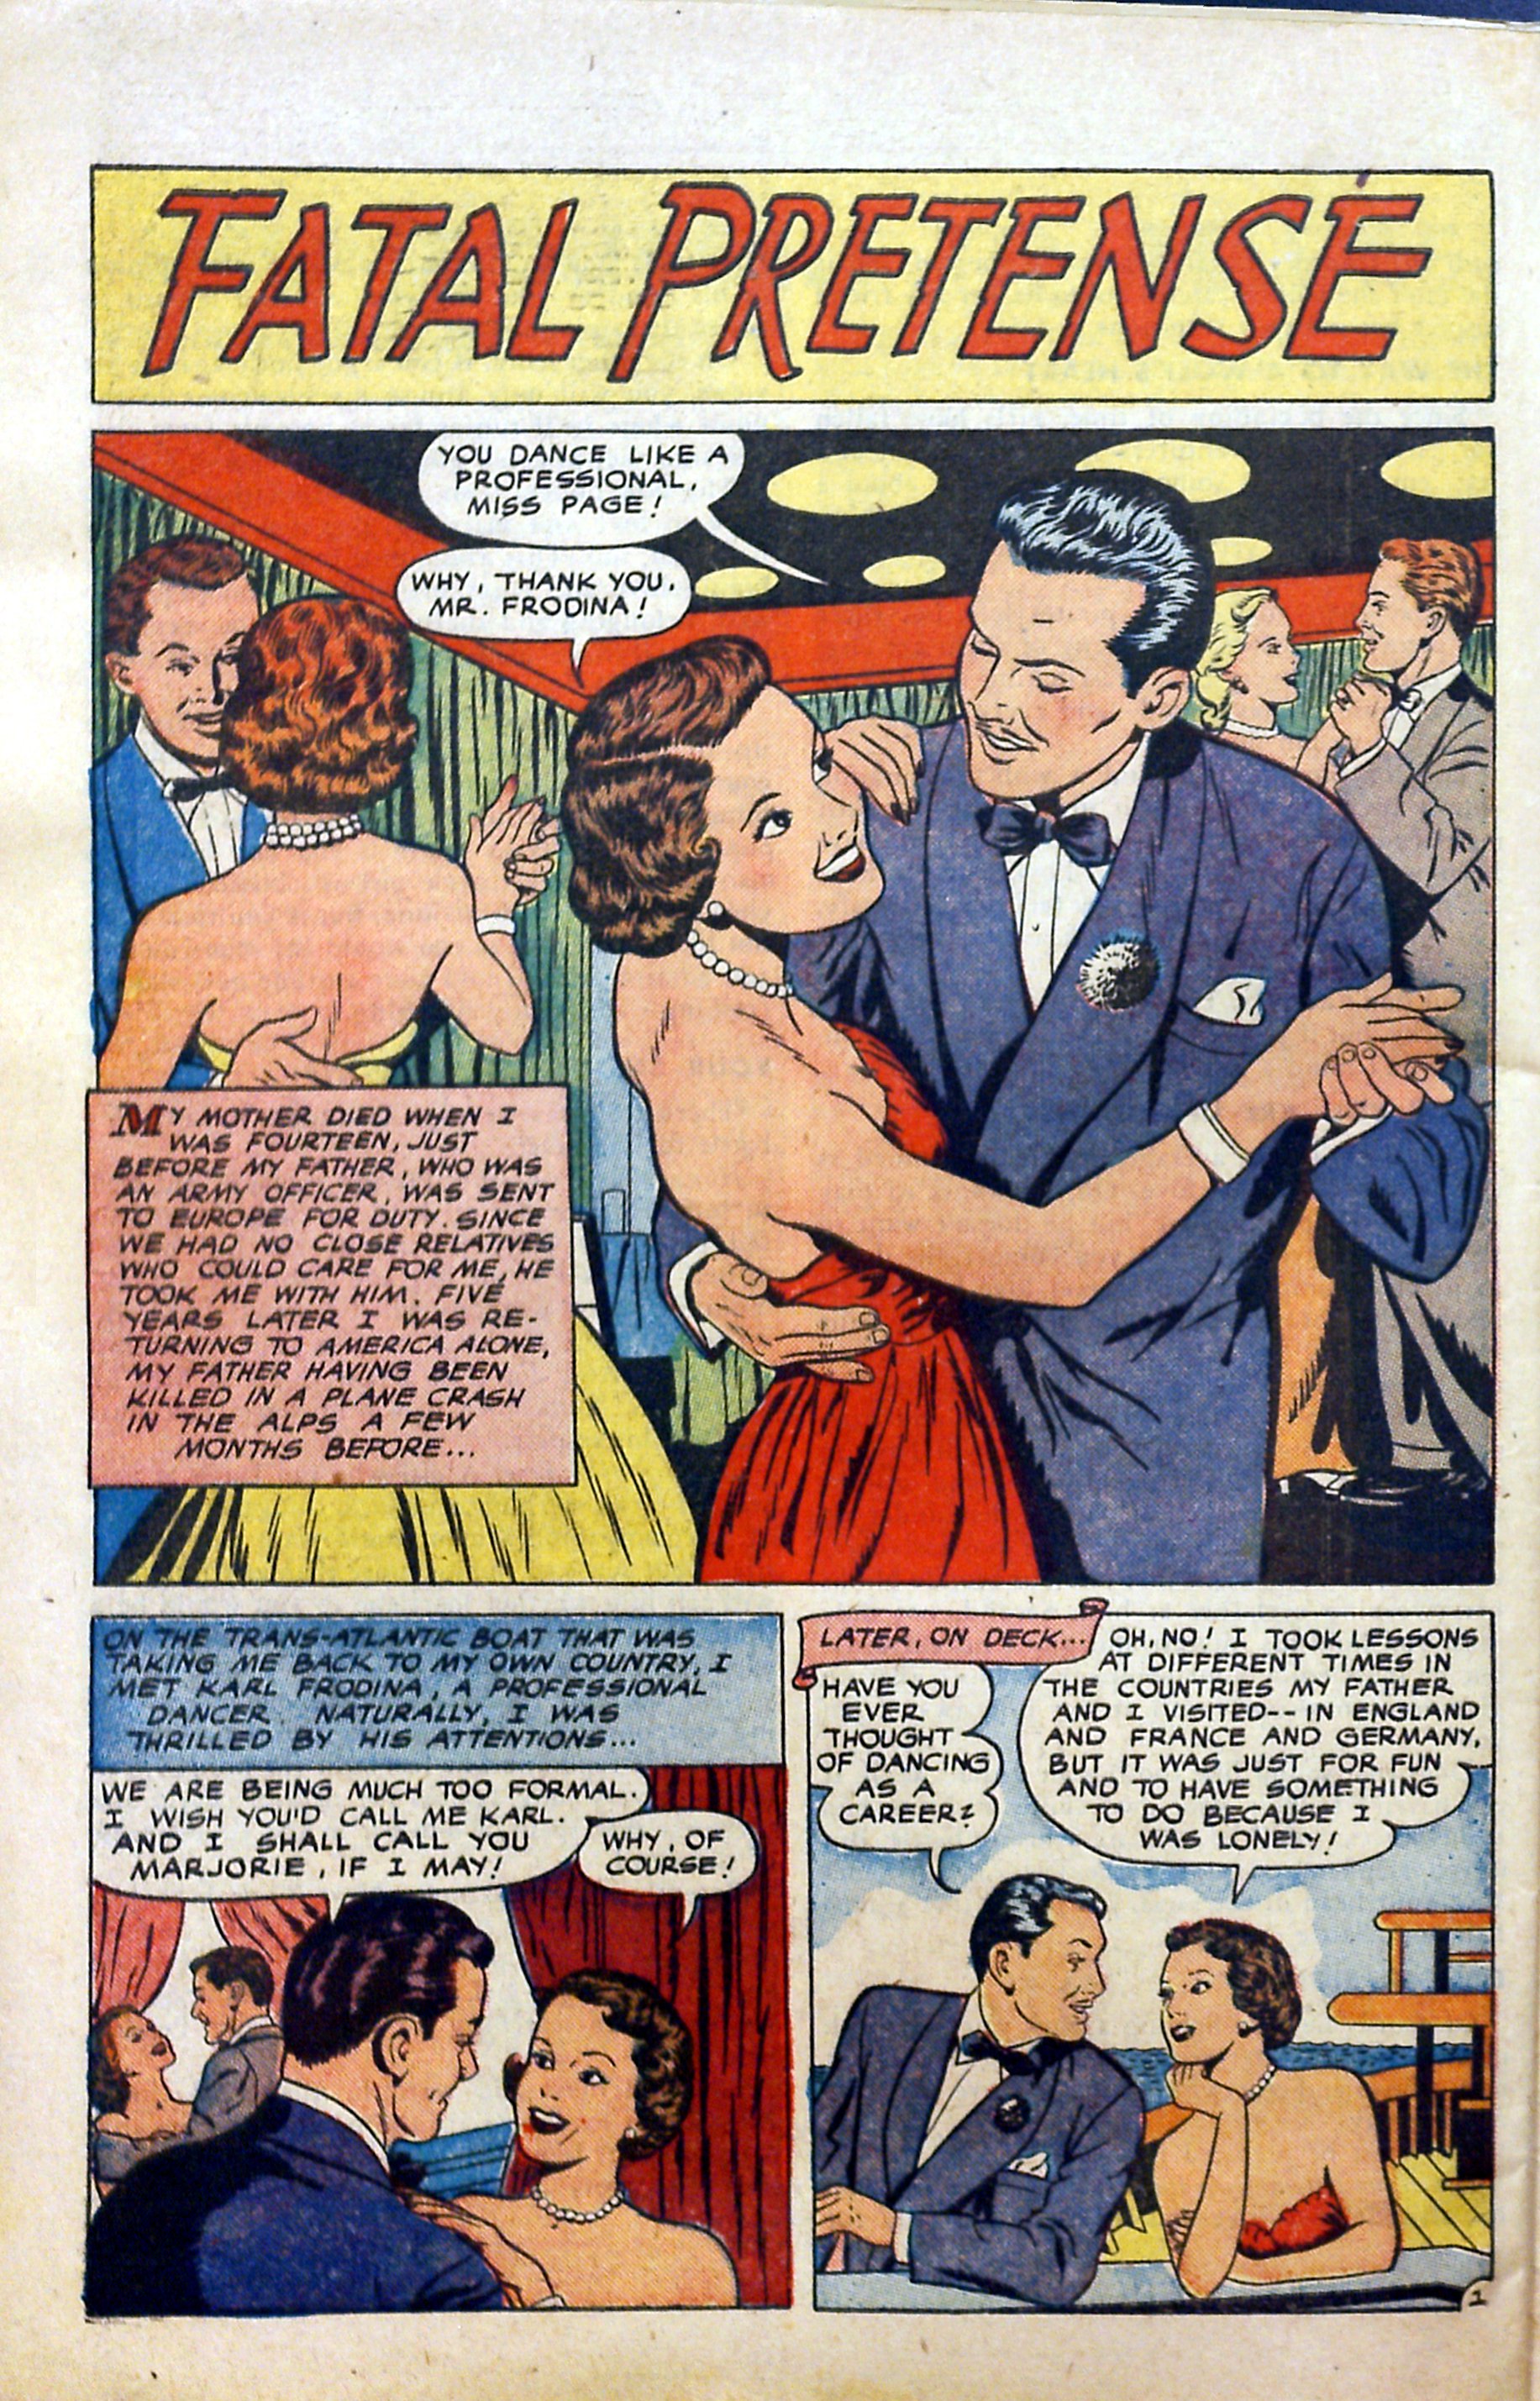 FATAL PRETENSE
YOU DANCE LIKE A
PROFESSIONAL,
MISS PAGE!
WHY, THANK YOU,
MR. FRODINA!
MY MOTHER DIED WHEN I
WAS FOURTEEN, JUST
BEFORE MY FATHER, WHO WAS
AN ARMY OFFICER, WAS SENT
TO EUROPE FOR DUTY. SINCE
WE HAD NO CLOSE RELATIVES
WHO COULD CARE FOR ME, HE
TOOK ME WITH HIM. FIVE
YEARS LATER I WAS RE-
TURNING TO AMERICA ALONE,
MY FATHER HAVING BEEN
KILLED IN A PLANE CRASH
IN THE ALPS A FEW
MONTHS BEFORE...
ON THE TRANS-ATLANTIC BOAT THAT WAS
TAKING ME BACK TO MY OWN COUNTRY, I
MET KARL FRODINA, A PROFESSIONAL
DANCER. NATURALLY, I WAS
THRILLED BY HIS ATTENTIONS...
WE ARE BEING MUCH TOO FORMAL.
I WISH YOU'D CALL ME KARL.
AND I SHALL CALL YOU
MARJORIE, IF I MAY!
WHY, OF
COURSE!
LATER, ON DECK...
HAVE YOU
EVER
THOUGHT
OF DANCING
AS A
CAREER?
OH, NO! I TOOK LESSONS
AT DIFFERENT TIMES IN
THE COUNTRIES MY FATHER
AND I VISITED-- IN ENGLAND
AND FRANCE AND GERMANY,
BUT IT WAS JUST FOR FUN
AND TO HAVE SOMETHING
TO DO BECAUSE I
WAS LONELY!
1